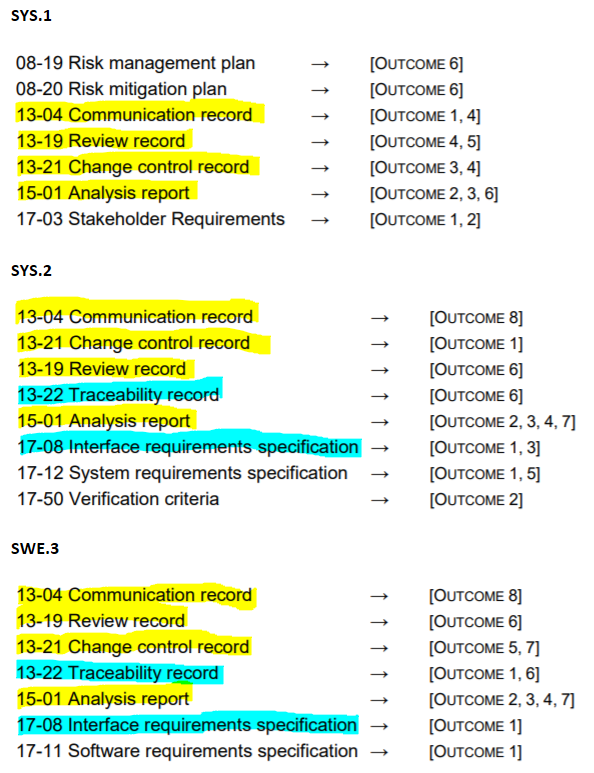 SYS.1
08-19 Risk management plan → [OUTCOME 6]
08-20 Risk mitigation plan → [OUTCOME 6]
13-04 Communication record → [OUTCOME 1, 4]
13-19 Review record → [OUTCOME 4, 5]
13-21 Change control record → [OUTCOME 3, 4]
15-01 Analysis report → [OUTCOME 2, 3, 6]
17-03 Stakeholder Requirements → [OUTCOME 1, 2]
SYS.2
13-04 Communication record → [OUTCOME 8]
13-21 Change control record → [OUTCOME 1]
13-19 Review record → [OUTCOME 6]
13-22 Traceability record → [OUTCOME 6]
15-01 Analysis report → [OUTCOME 2, 3, 4, 7]
17-08 Interface requirements specification → [OUTCOME 1, 3]
17-12 System requirements specification → [OUTCOME 1, 5]
17-50 Verification criteria → [OUTCOME 2]
SWE.3
13-04 Communication record → [OUTCOME 8]
13-19 Review record → [OUTCOME 6]
13-21 Change control record → [OUTCOME 5, 7]
13-22 Traceability record → [OUTCOME 1, 6]
15-01 Analysis report → [OUTCOME 2, 3, 4, 7]
17-08 Interface requirements specification → [OUTCOME 1]
17-11 Software requirements specification → [OUTCOME 1]